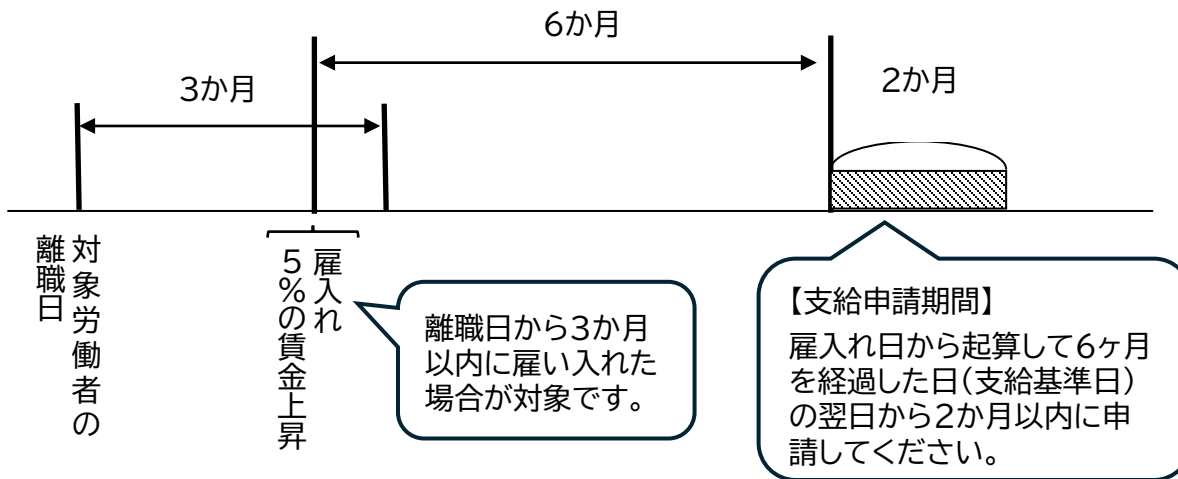 6か月
3か月
2か月
対象労働者の
離職日
雇入れ
5%の賃金上昇
離職日から3か月
以内に雇い入れた
場合が対象です。
【支給申請期間】
雇入れ日から起算して6ヶ月
を経過した日(支給基準日)
の翌日から2か月以内に申
請してください。